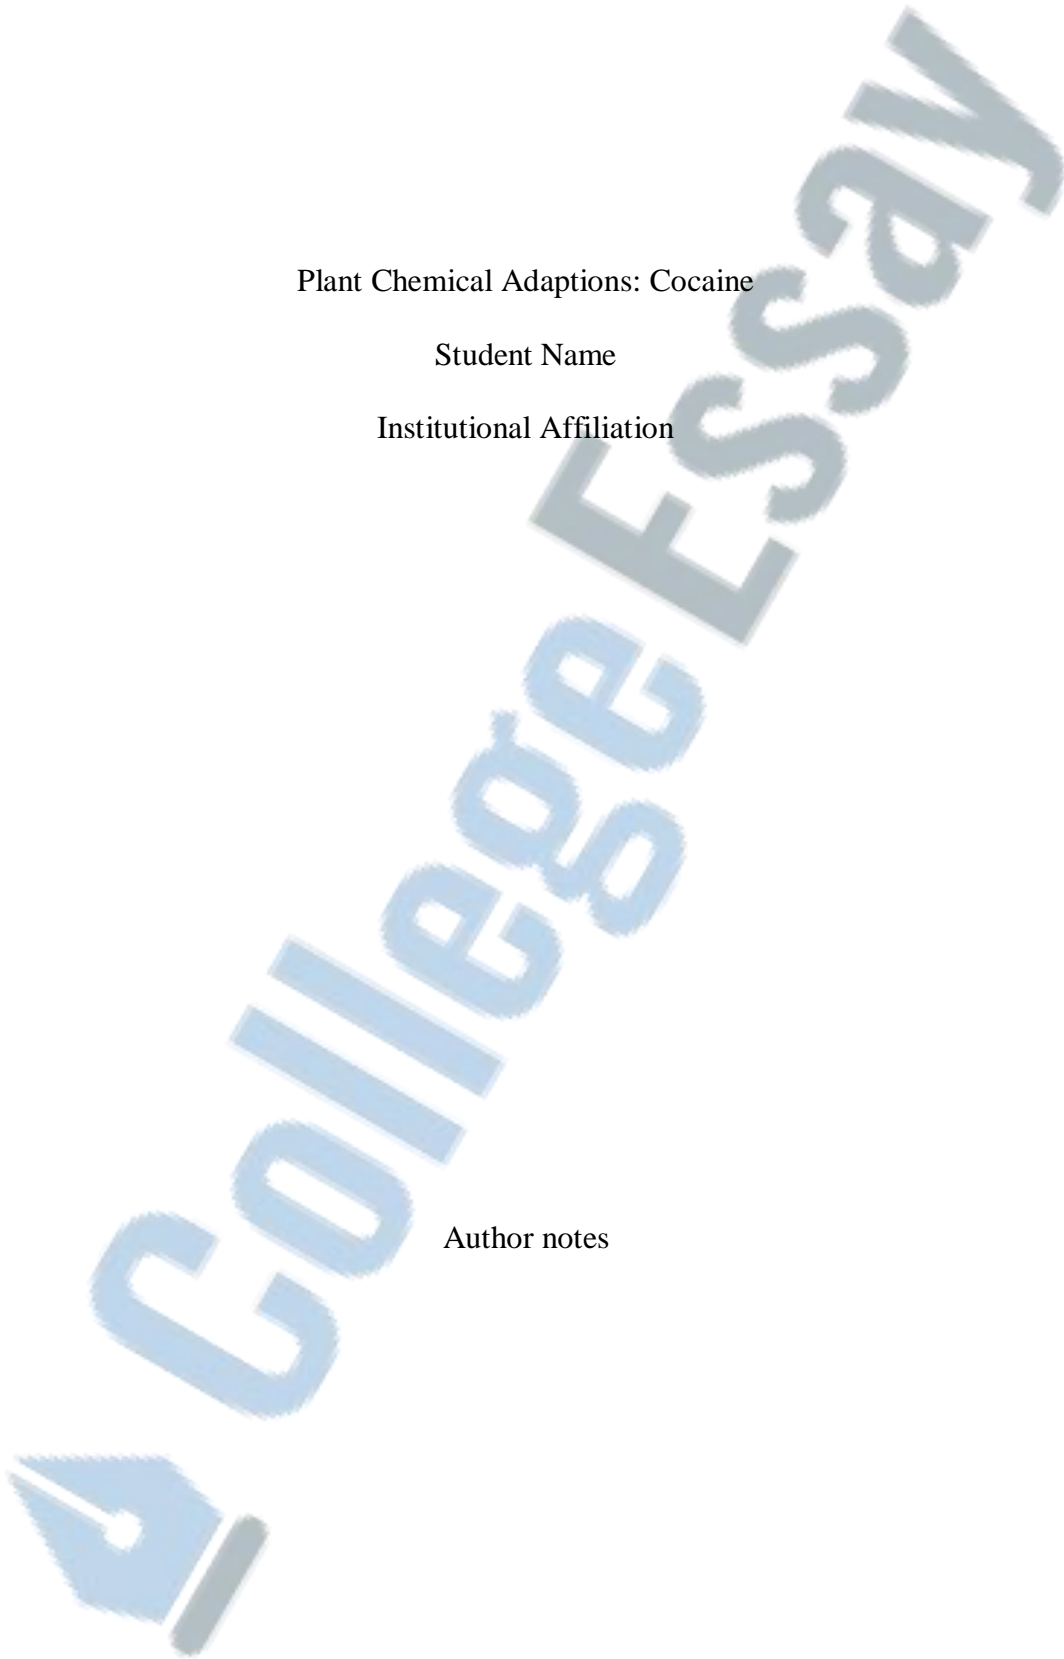 Plant Chemical Adaptions: Cocaine
Student Name
Institutional Affiliation
CollegeEssay
Author notes